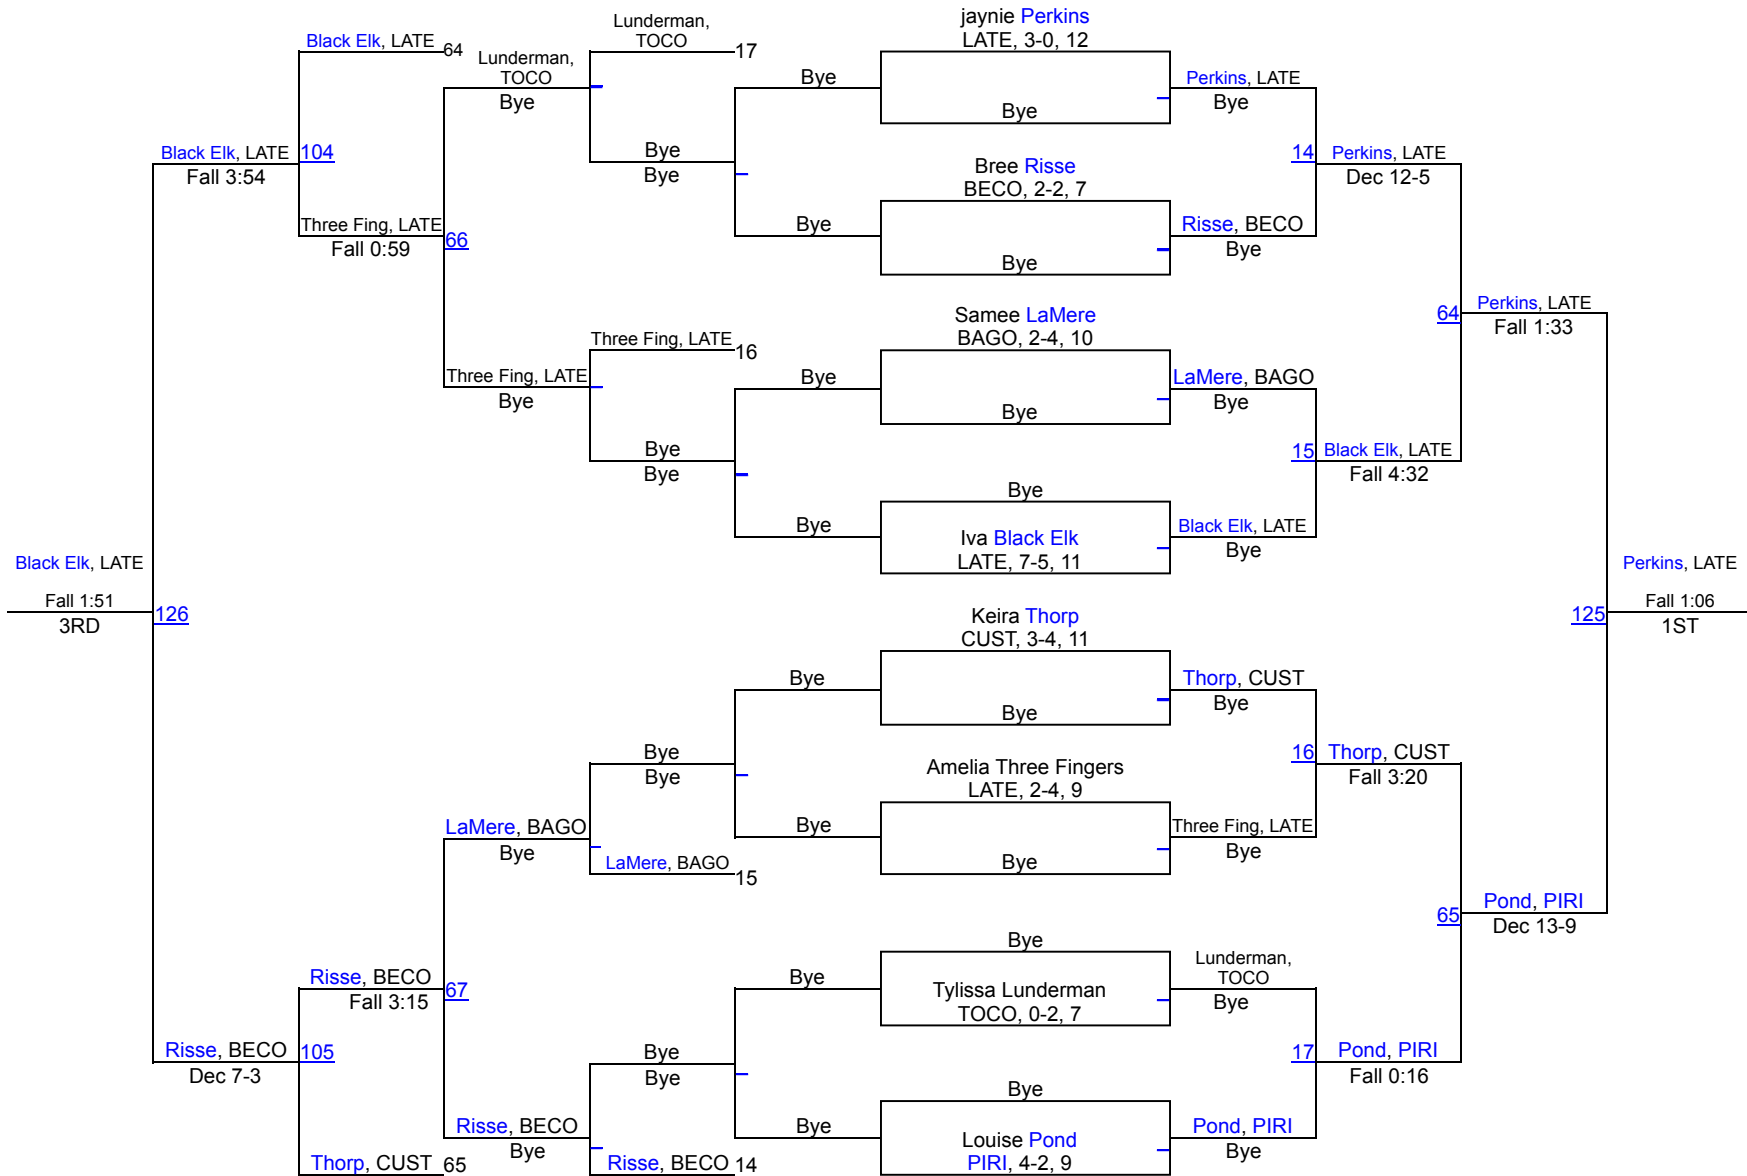 Black Elk, LATE 64
Lunderman,
TOCO
Bye
Lunderman,
TOCO
17
Bye
jaynie Perkins
LATE, 3-0, 12
Bye
Perkins, LATE
Bye
Black Elk, LATE
Fall 3:54
104
Bye
Bye
Bree Risse
BECO, 2-2, 7
Bye
14
Perkins, LATE
Dec 12-5
Three Fing, LATE
Fall 0:59
66
Bye
Risse, BECO
Bye
Samee LaMere
BAGO, 2-4, 10
Bye
64
Perkins, LATE
Fall 1:33
Three Fing, LATE
16
Three Fing, LATE
Bye
Bye
LaMere, BAGO
Bye
Bye
Bye
15
Black Elk, LATE
Fall 4:32
Bye
Bye
Iva Black Elk
LATE, 7-5, 11
Black Elk, LATE
Bye
Black Elk, LATE
Fall 1:51
3RD
126
Perkins, LATE
Fall 1:06
1ST
125
Keira Thorp
CUST, 3-4, 11
Bye
Bye
Thorp, CUST
Bye
Bye
Bye
Amelia Three Fingers
LATE, 2-4, 9
Bye
16
Thorp, CUST
Fall 3:20
LaMere, BAGO
Bye
LaMere, BAGO
15
Bye
Three Fing, LATE
Bye
65
Pond, PIRI
Dec 13-9
Risse, BECO
Fall 3:15
67
Bye
Bye
Tylissa Lunderman
TOCO, 0-2, 7
Lunderman,
TOCO
Bye
Risse, BECO
Dec 7-3
105
Bye
Bye
17
Pond, PIRI
Fall 0:16
Risse, BECO
Bye
Bye
Bye
Louise Pond
PIRI, 4-2, 9
Pond, PIRI
Bye
Thorp, CUST 65
Risse, BECO 14